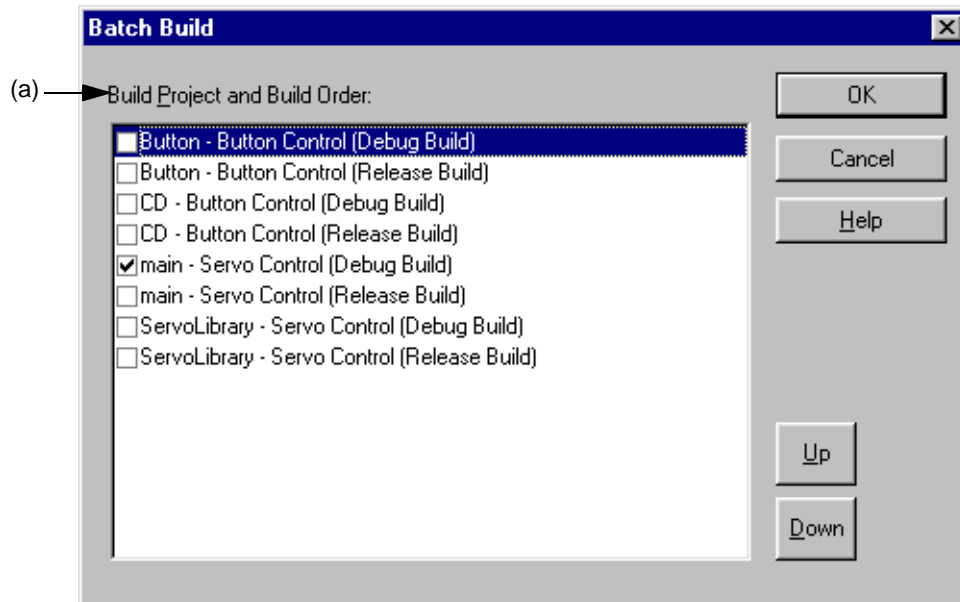 Batch Build
(a)
Build Project and Build Order:
Button - Button Control (Debug Build)
Button - Button Control (Release Build)
CD - Button Control (Debug Build)
CD - Button Control (Release Build)
main - Servo Control (Debug Build)
main - Servo Control (Release Build)
ServoLibrary - Servo Control (Debug Build)
ServoLibrary - Servo Control (Release Build)
OK
Cancel
Help
Up
Down